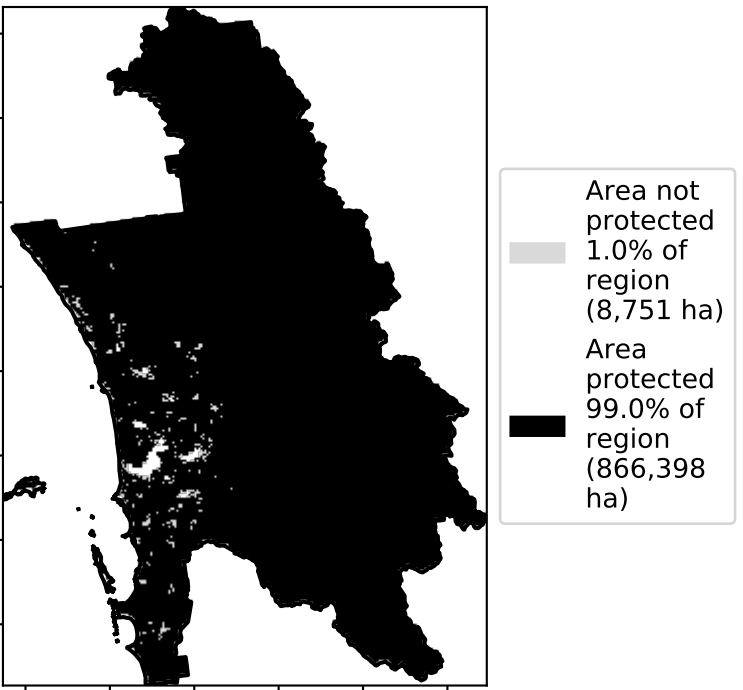 Area not
protected
1.0% of
region
(8,751 ha)
Area
protected
99.0% of
region
(866,398
ha)